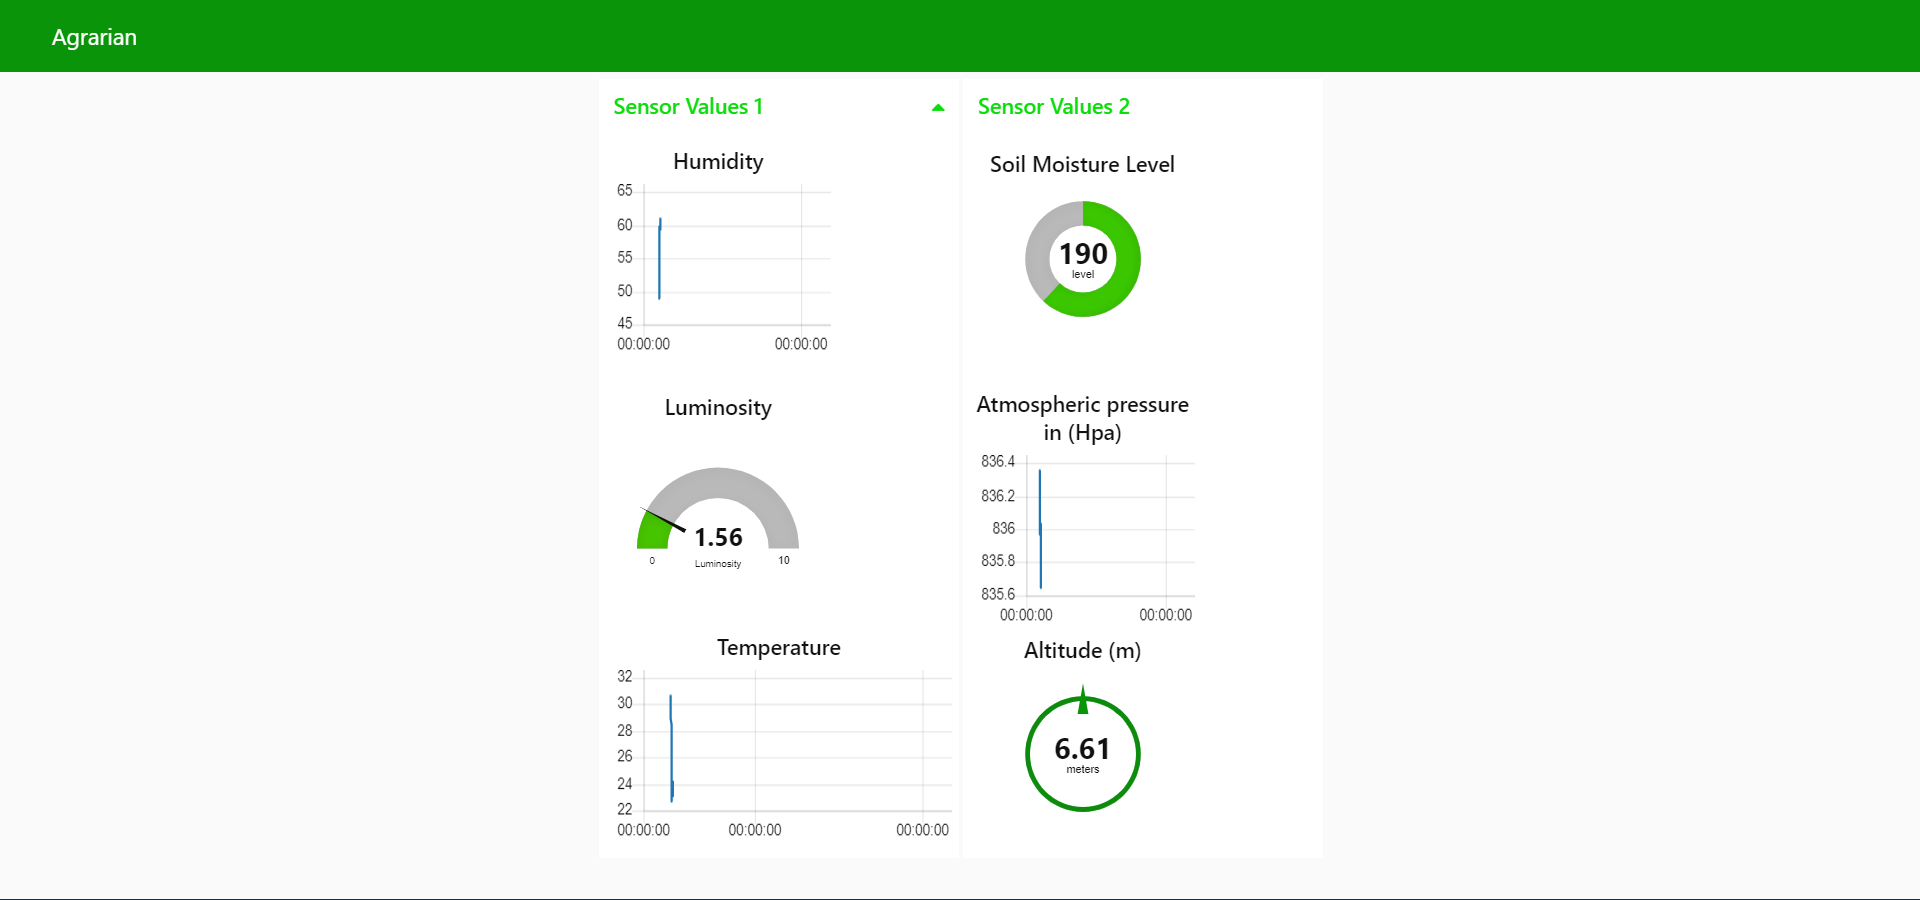 Agrarian
Sensor Values 1
Humidity
65
60
55
50
45
00:00:00 00:00:00
Luminosity
1.56
0 Luminosity 10
Temperature
32
30
28
26
24
22
00:00:00 00:00:00 00:00:00
Sensor Values 2
Soil Moisture Level
190
level
Atmospheric pressure
in (Hpa)
836.4
836.2
836
835.8
835.6
00:00:00 00:00:00
Altitude (m)
6.61
meters